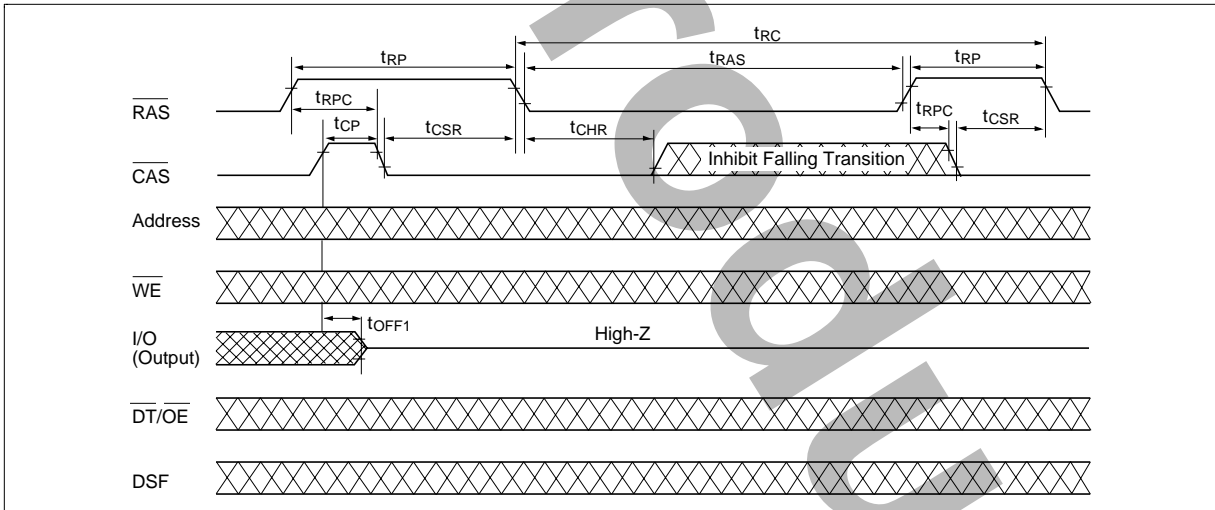 tRC
tRP tRAS tRP
RAS
tRPC tRPC
tCP tCSR tCHR tCSR
CAS Inhibit Falling Transition
Address
WE
tOFF1
I/O High-Z
(Output)
DT/OE
DSF
r o d u